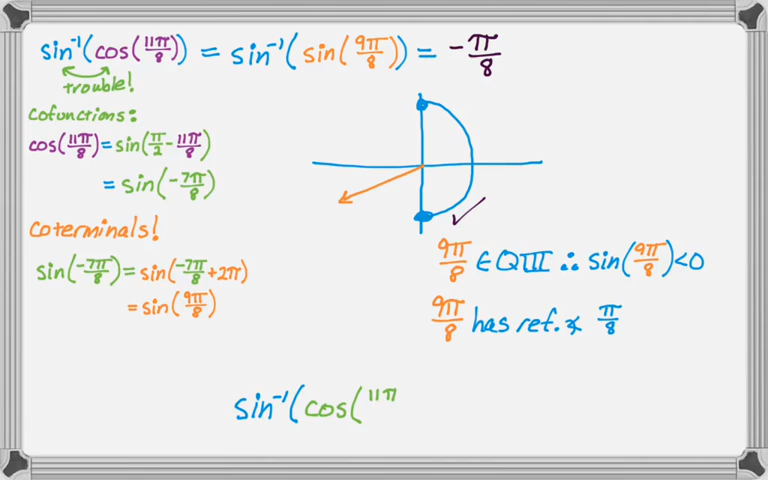 sin⁻¹(cos(11π/8)) = sin⁻¹(sin(9π/8)) = -π/8
trouble!
cofunctions:
cos(11π/8) = sin(π/2 - 11π/8)
= sin(-7π/8)
coterminals!
sin(-7π/8) = sin(-7π/8 + 2π)
= sin(9π/8)
9π/8 ∈ QIII ∴ sin(9π/8) < 0
9π/8 has ref. ∡ π/8
sin⁻¹(cos(11π